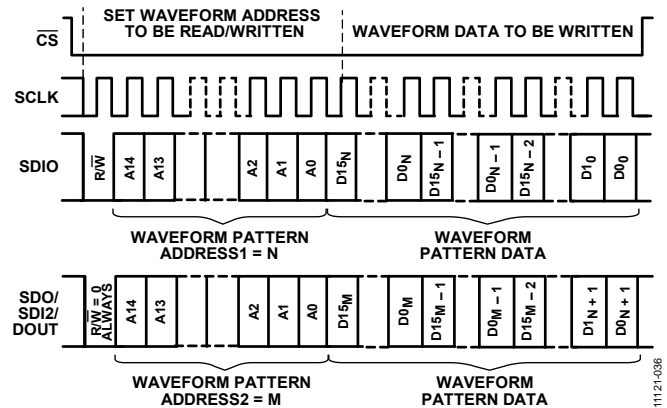 SET WAVEFORM ADDRESS
TO BE READ/WRITTEN
WAVEFORM DATA TO BE WRITTEN
CS
SCLK
SDIO
R/W
A14
A13
A2
A1
A0
D15N
D0N
D15N – 1
D0N – 1
D15N – 2
D10
D00
WAVEFORM PATTERN
ADDRESS1 = N
WAVEFORM
PATTERN DATA
SDO/
SDI2/
DOUT
R/W = 0
ALWAYS
A14
A13
A2
A1
A0
D15M
D0M
D15M – 1
D0M – 1
D15M – 2
D1N + 1
D0N + 1
WAVEFORM PATTERN
ADDRESS2 = M
WAVEFORM
PATTERN DATA
11121-036